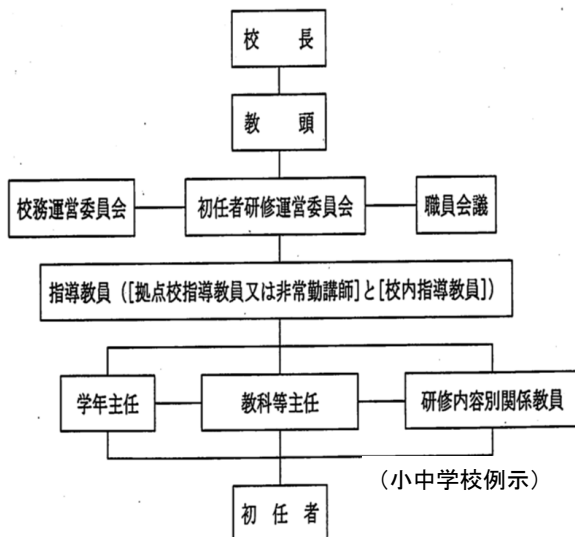 校　長
教　頭
校務運営委員会
初任者研修運営委員会
職員会議
指導教員（[拠点校指導教員又は非常勤講師]と[校内指導教員]）
学年主任
教科等主任
研修内容別関係教員
（小中学校例示）
初　任　者